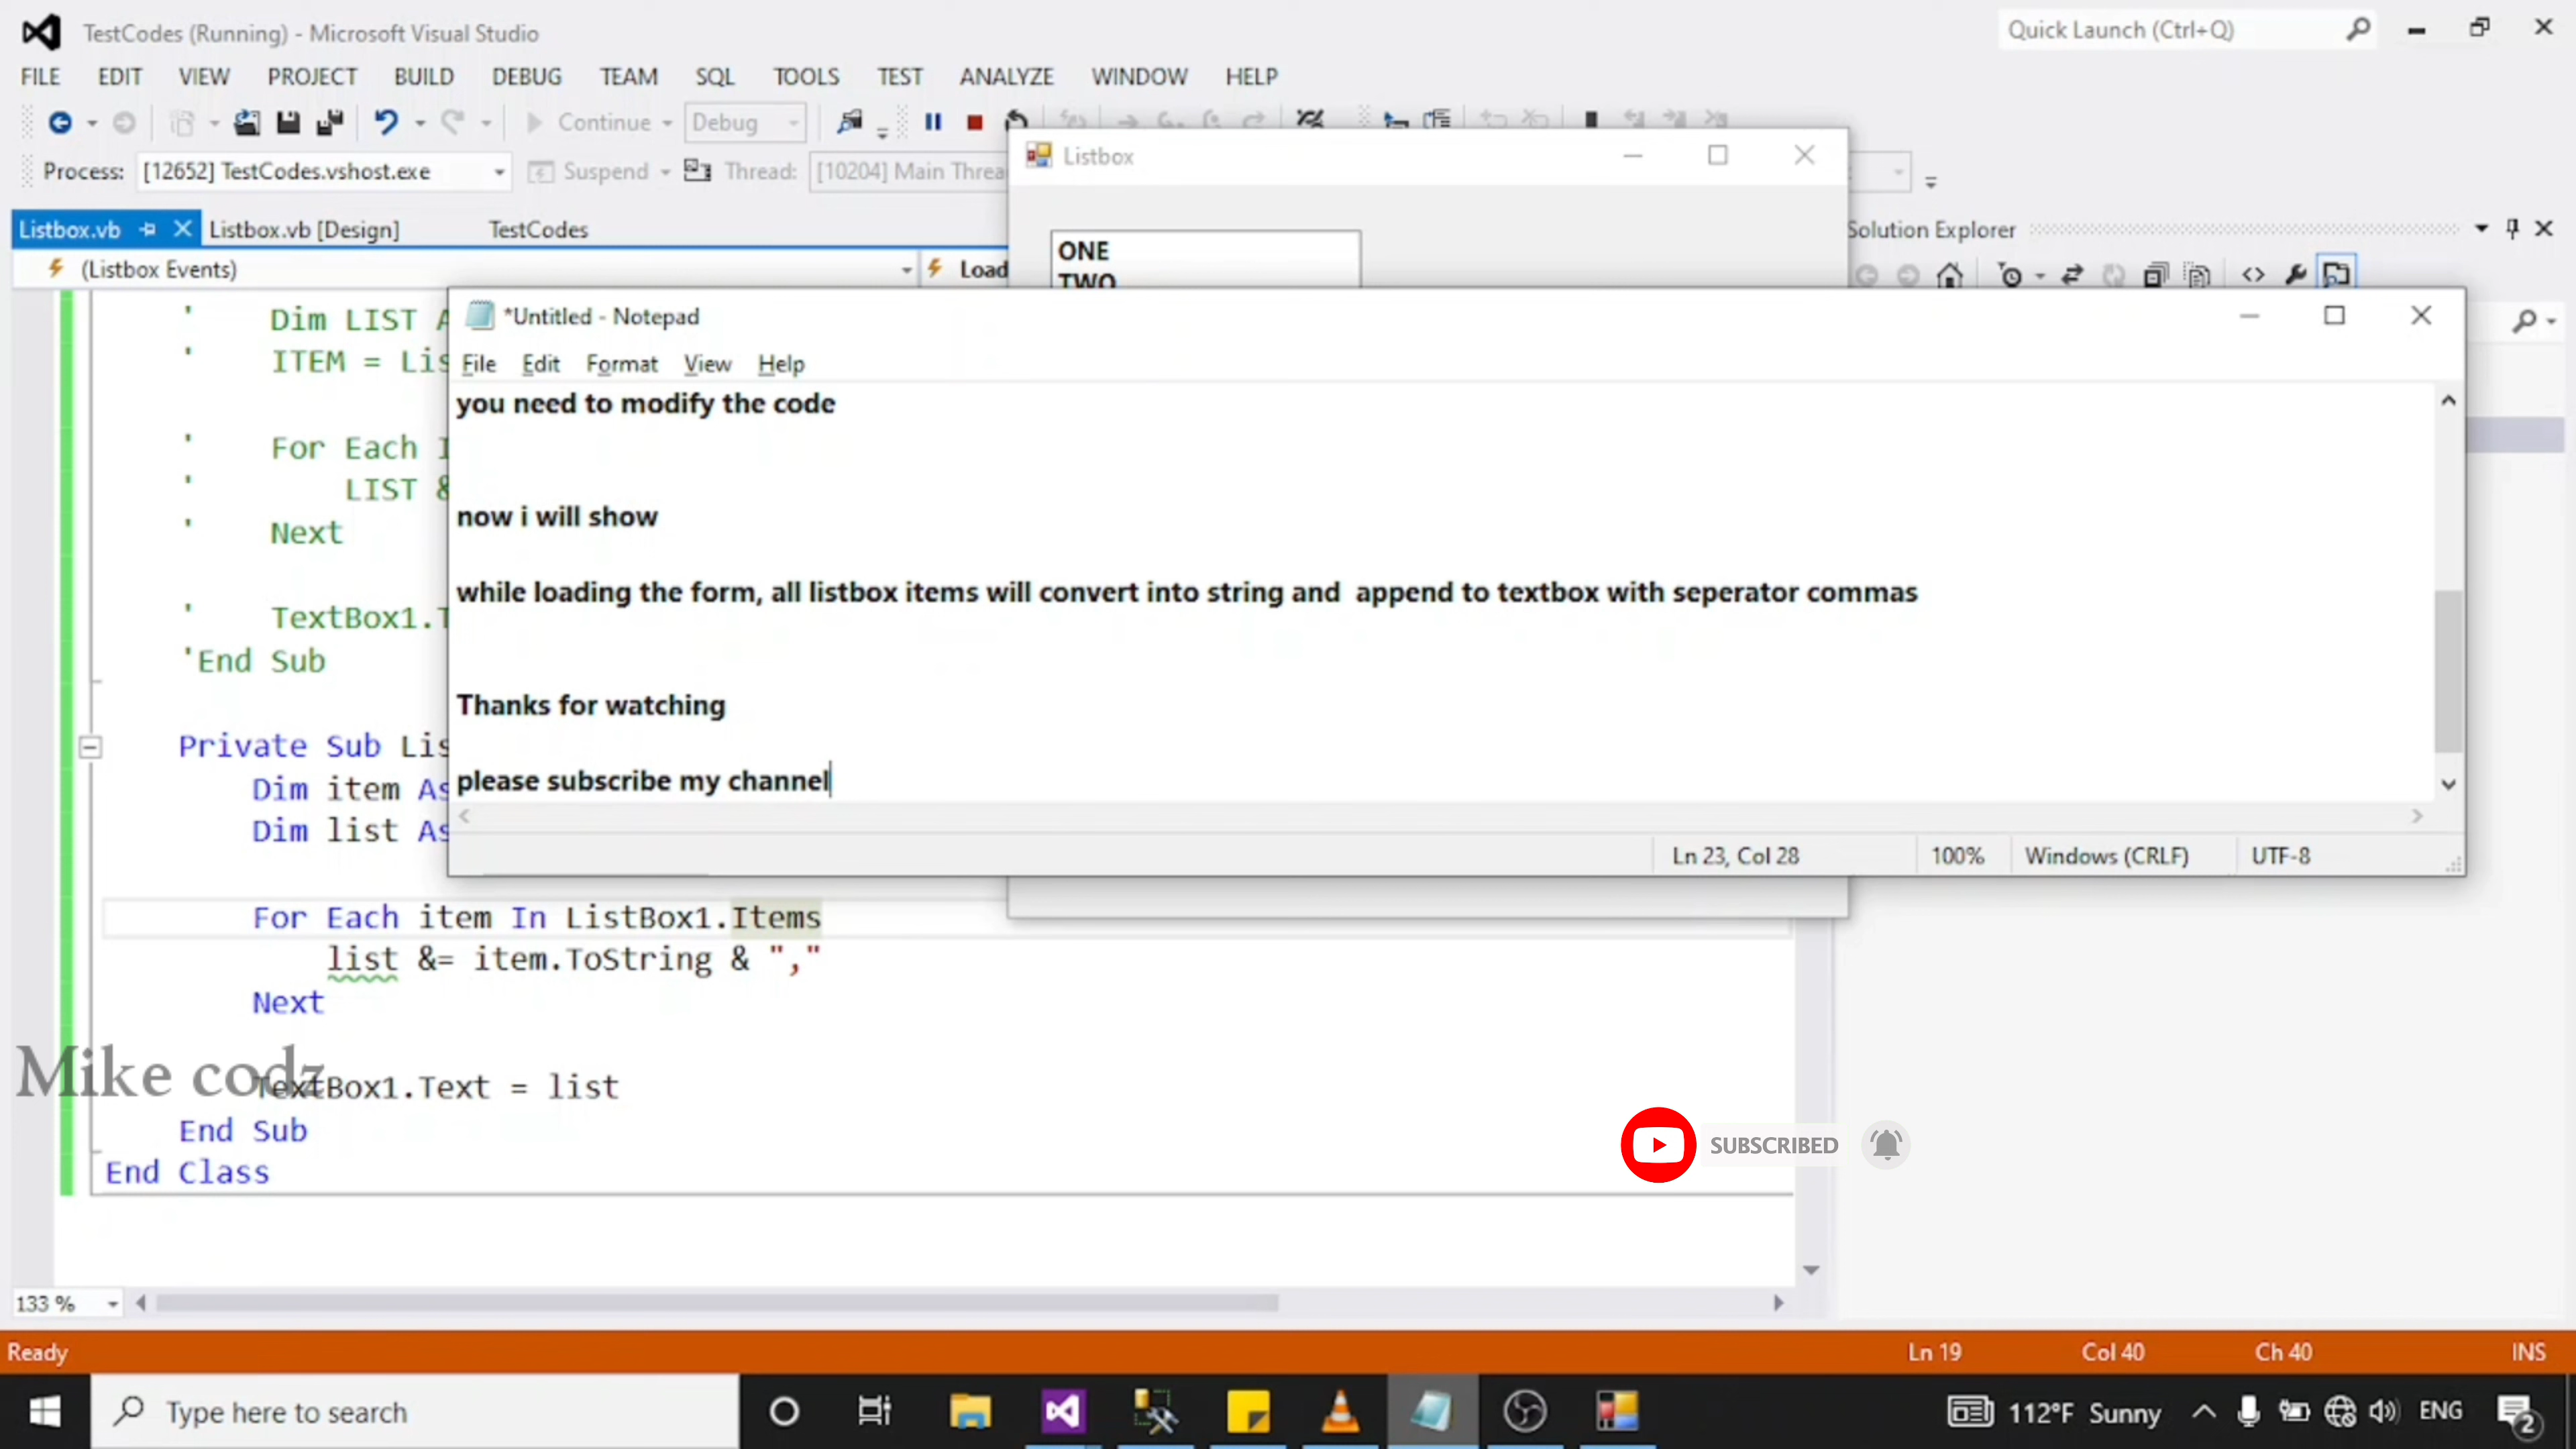 TestCodes (Running) - Microsoft Visual Studio
Quick Launch (Ctrl+Q)
FILE EDIT VIEW PROJECT BUILD DEBUG TEAM SQL TOOLS TEST ANALYZE WINDOW HELP
Continue Debug
Process: [12652] TestCodes.vshost.exe Suspend Thread: [10204] Main Threa
Listbox
Listbox.vb Listbox.vb [Design] TestCodes
Solution Explorer
(Listbox Events) Load
ONE
TWO
*Untitled - Notepad
File Edit Format View Help
you need to modify the code
now i will show
while loading the form, all listbox items will convert into string and  append to textbox with seperator commas
Thanks for watching
please subscribe my channel
Ln 23, Col 28 100% Windows (CRLF) UTF-8
' Dim LIST A
' ITEM = Lis
' For Each I
' LIST &
' Next
' TextBox1.T
'End Sub
Private Sub Lis
Dim item As
Dim list As
For Each item In ListBox1.Items
list &= item.ToString & ","
Next
TextBox1.Text = list
End Sub
End Class
Mike codz
SUBSCRIBED
133 %
Ready Ln 19 Col 40 Ch 40 INS
Type here to search
112°F Sunny ENG 2